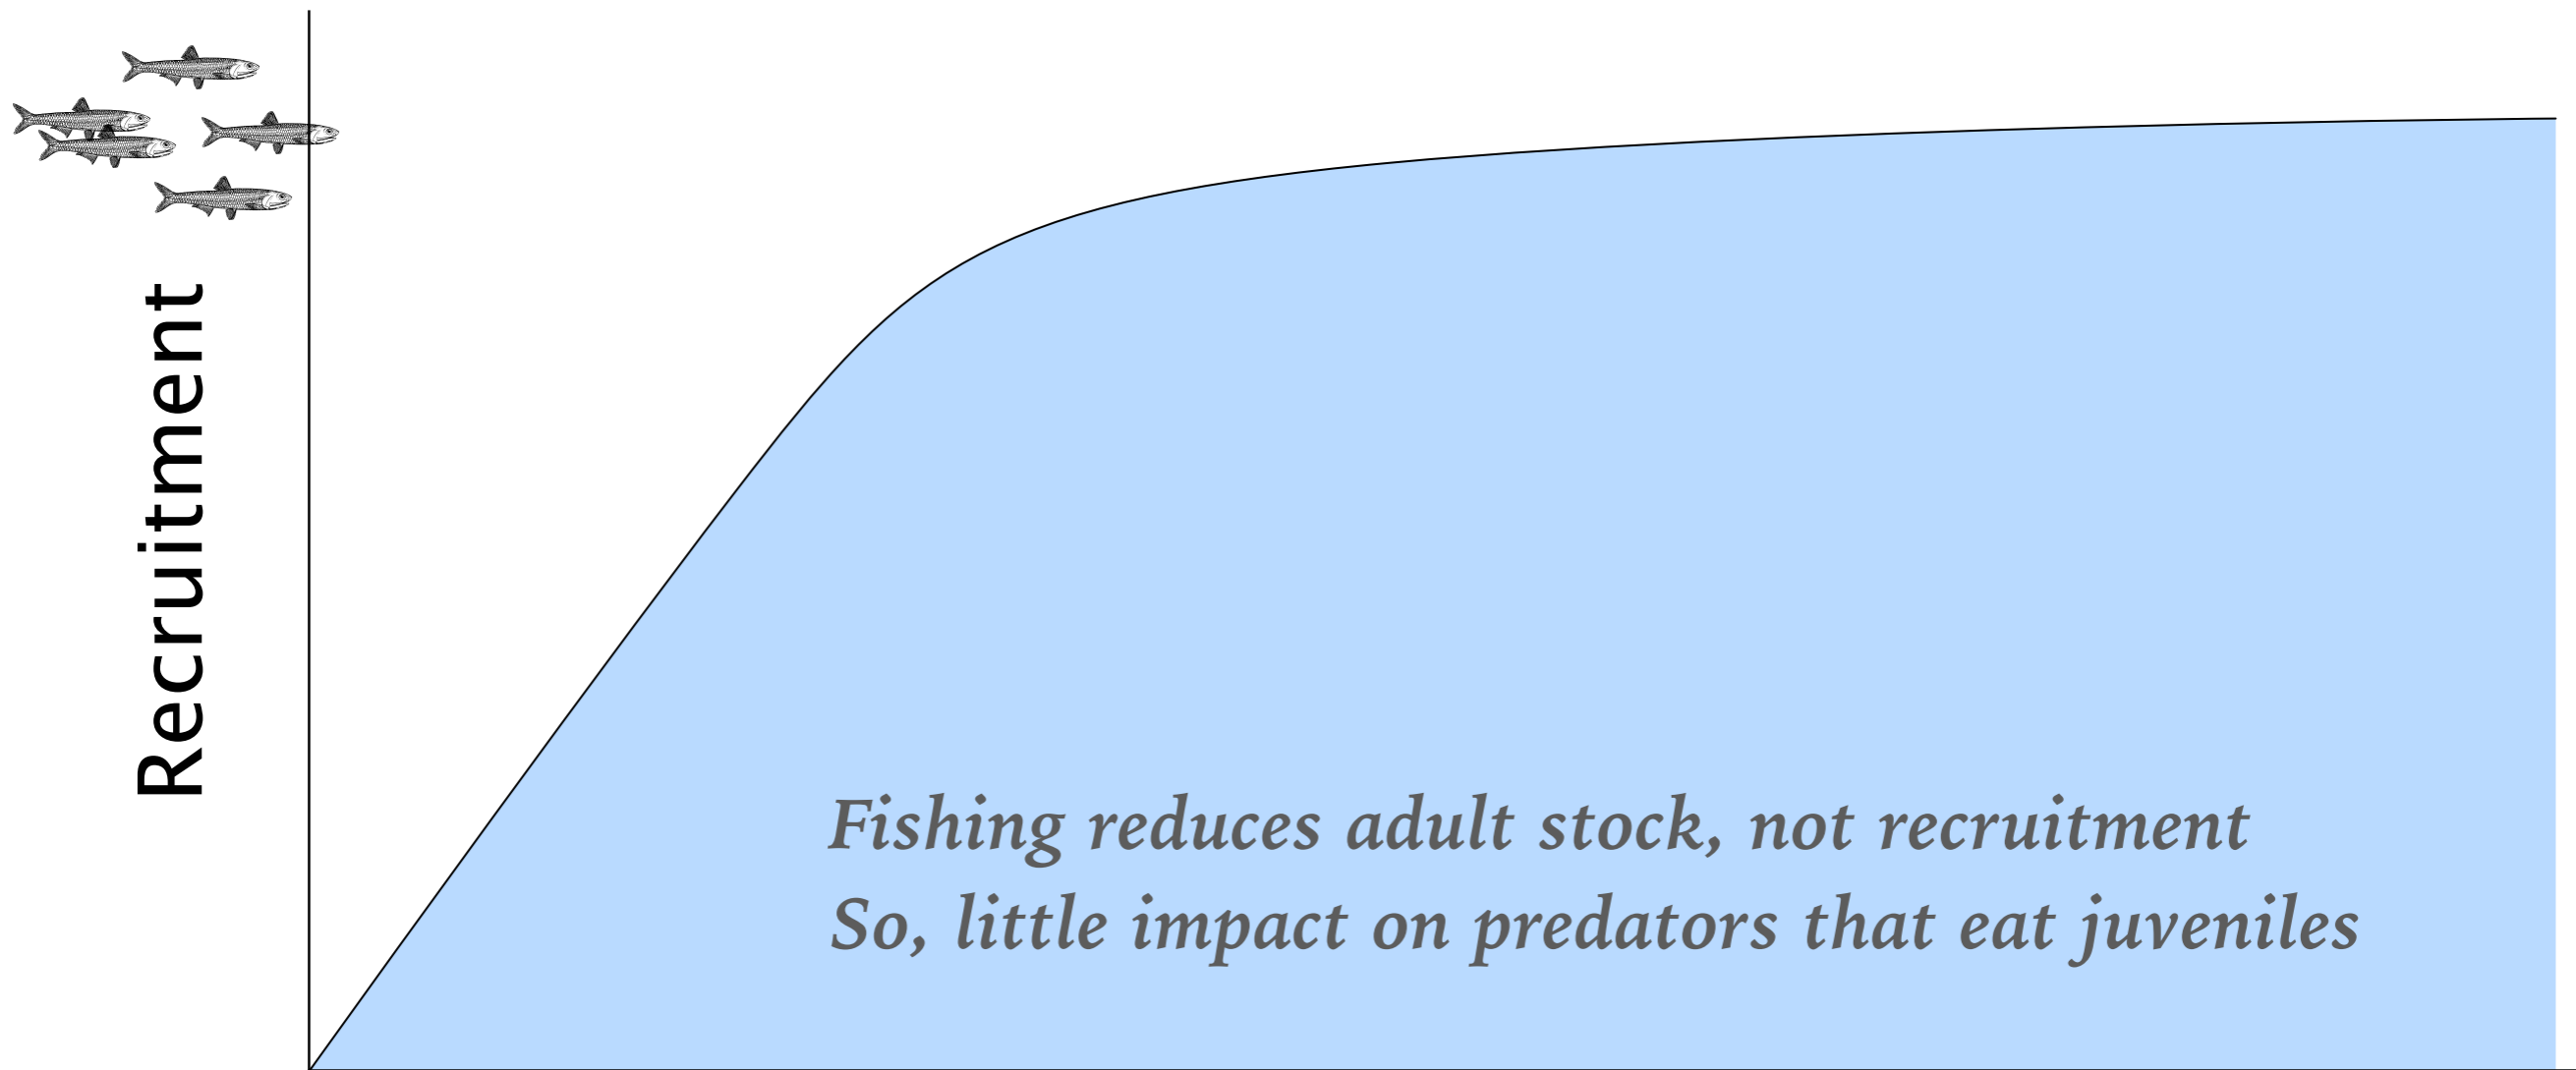 Recruitment
Fishing reduces adult stock, not recruitment
So, little impact on predators that eat juveniles